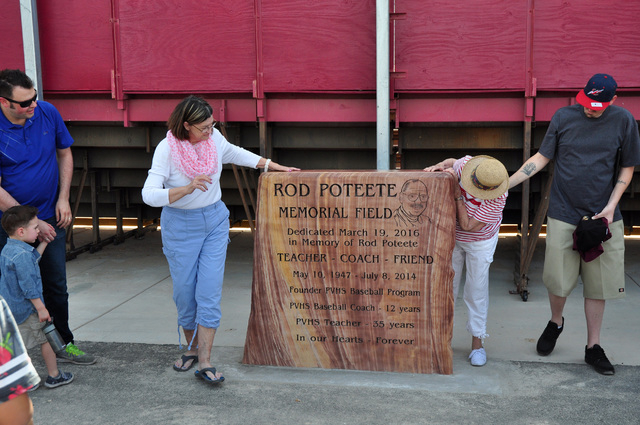 ROD POTEETE
MEMORIAL FIELD
Dedicated March 19, 2016
in Memory of Rod Poteete
TEACHER - COACH - FRIEND
May 10, 1947 - July 8, 2014
Founder PVHS Baseball Program
PVHS Baseball Coach - 12 years
PVHS Teacher - 35 years
In our Hearts - Forever